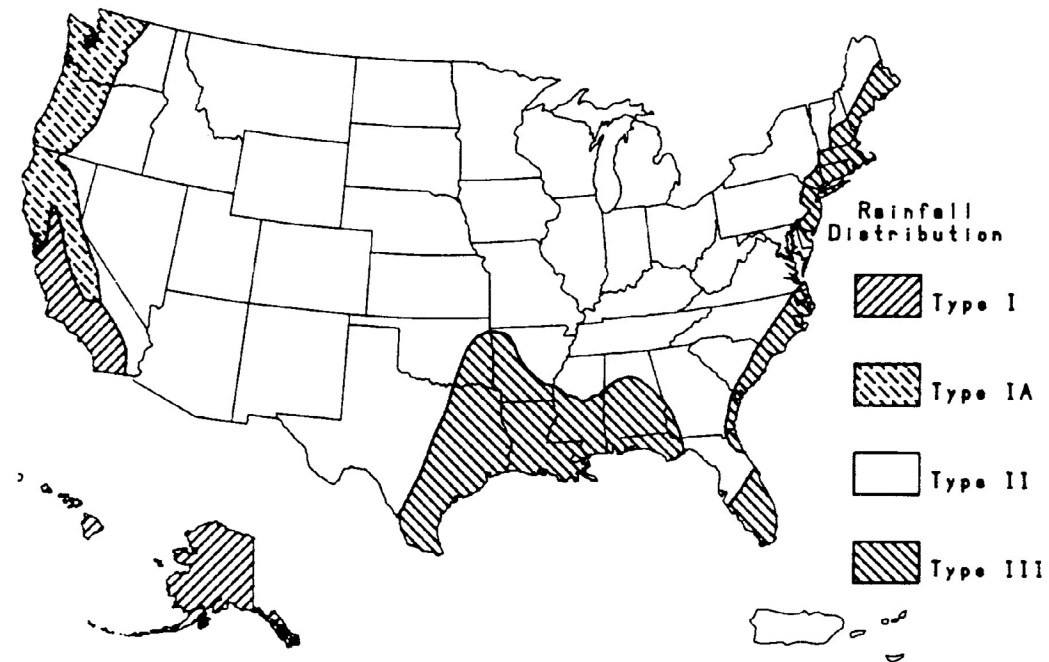 Rainfall
Distribution
Type I
Type IA
Type II
Type III